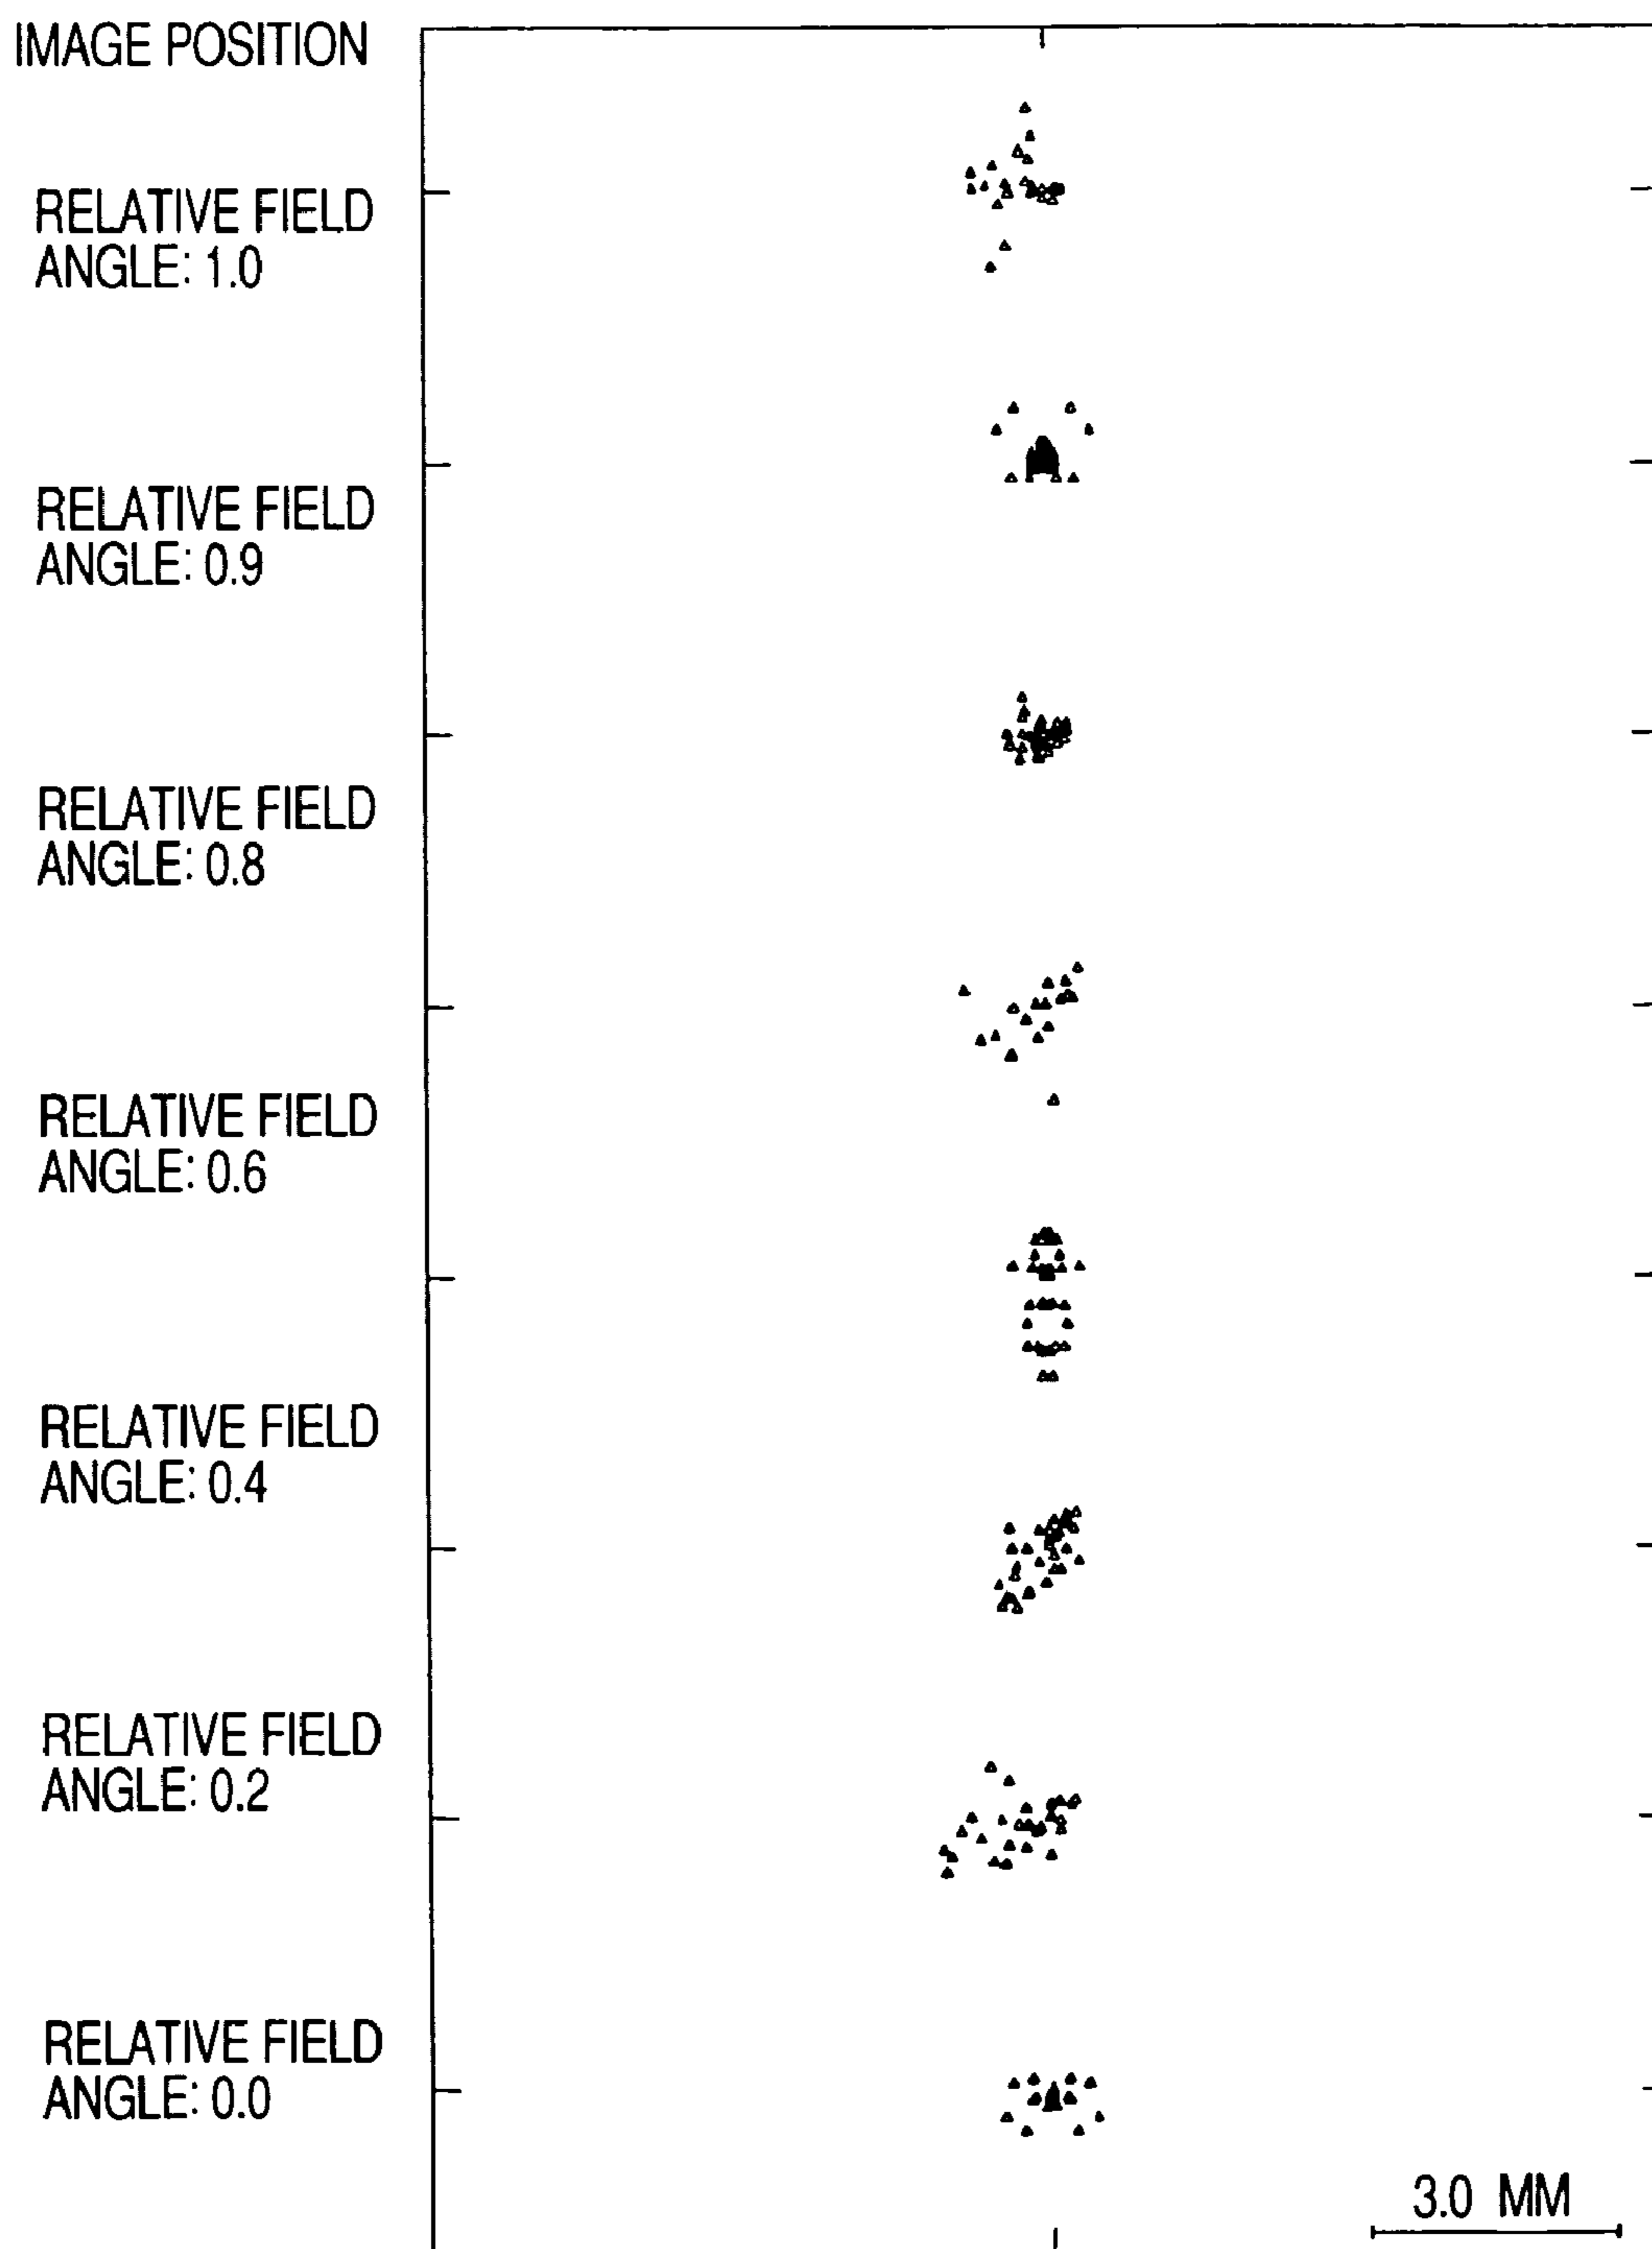 IMAGE POSITION
RELATIVE FIELD
ANGLE: 1.0
RELATIVE FIELD
ANGLE: 0.9
RELATIVE FIELD
ANGLE: 0.8
RELATIVE FIELD
ANGLE: 0.6
RELATIVE FIELD
ANGLE: 0.4
RELATIVE FIELD
ANGLE: 0.2
RELATIVE FIELD
ANGLE: 0.0
3.0 MM